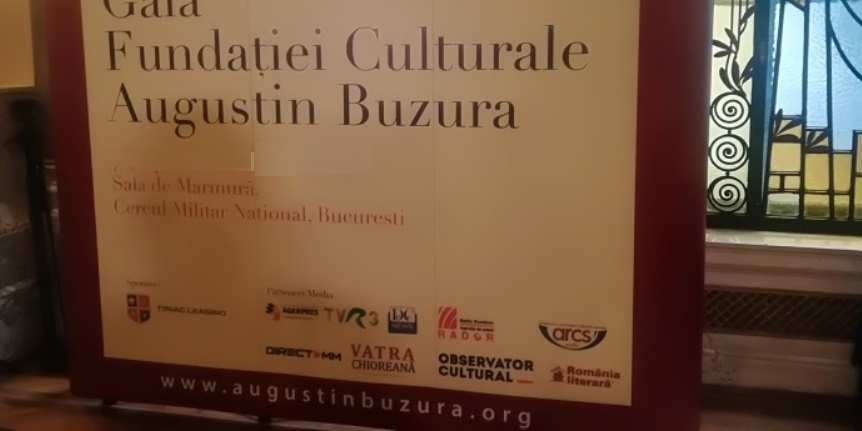 Gala
Fundației Culturale
Augustin Buzura
Sala de Marmură,
Cercul Militar Național, București
Sponsori
Parteneri Media
TIRIAC LEASING
AGERPRES
TVR3
RADOR
arcs
DIRECT MM
VATRA
CHIOREANĂ
OBSERVATOR
CULTURAL
România
literară
www.augustinbuzura.org